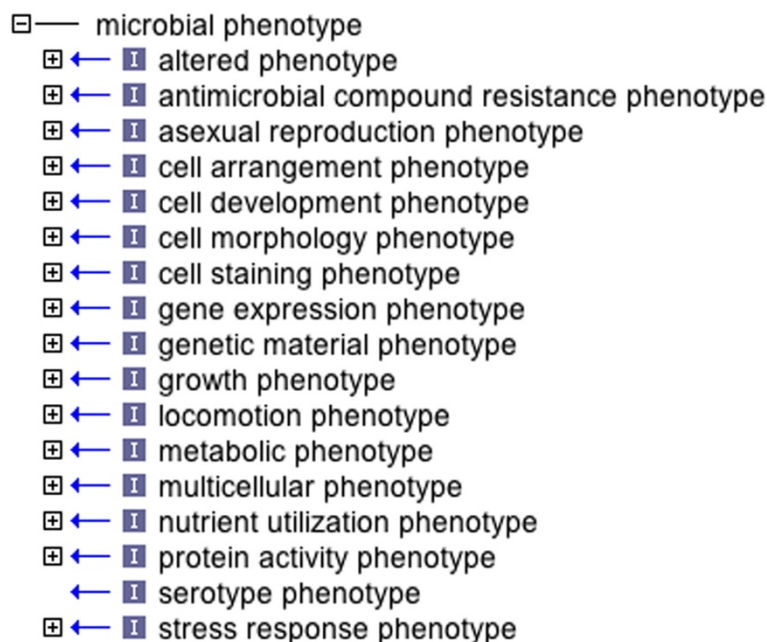 microbial phenotype
I altered phenotype
I antimicrobial compound resistance phenotype
I asexual reproduction phenotype
I cell arrangement phenotype
I cell development phenotype
I cell morphology phenotype
I cell staining phenotype
I gene expression phenotype
I genetic material phenotype
I growth phenotype
I locomotion phenotype
I metabolic phenotype
I multicellular phenotype
I nutrient utilization phenotype
I protein activity phenotype
I serotype phenotype
I stress response phenotype